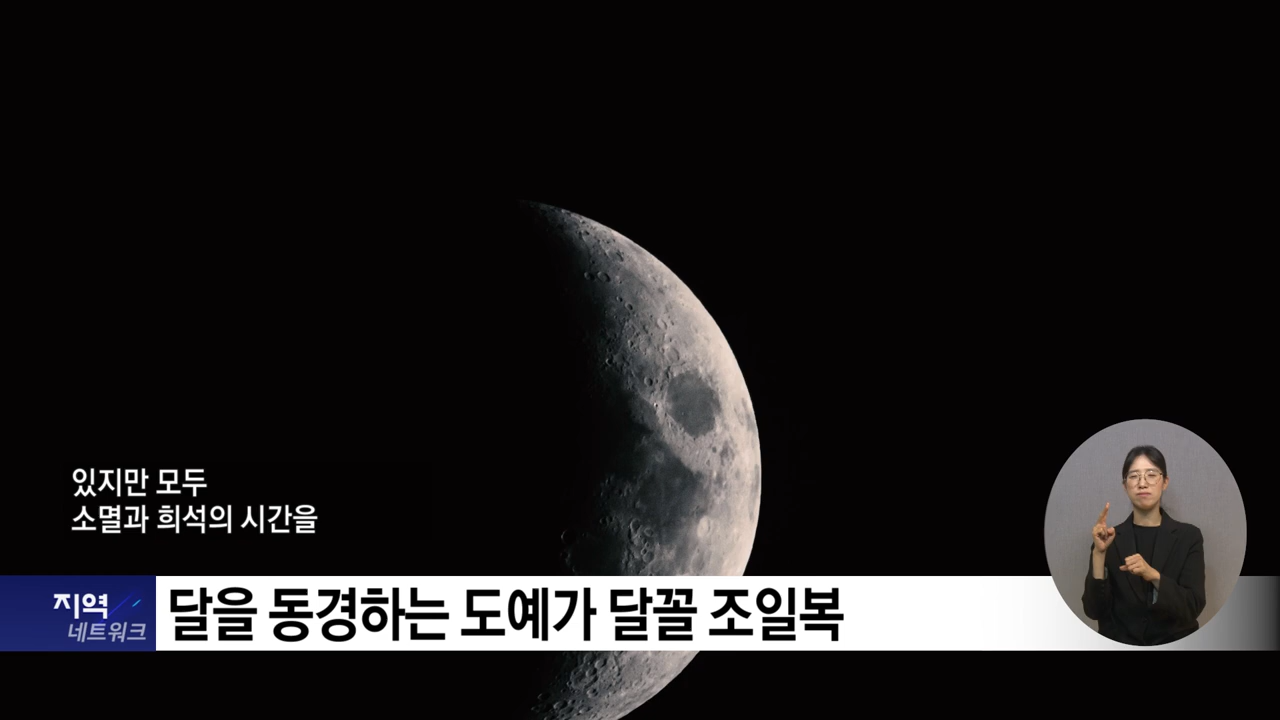 있지만 모두
소멸과 희석의 시간을
지역
네트워크
달을 동경하는 도예가 달꼴 조일복